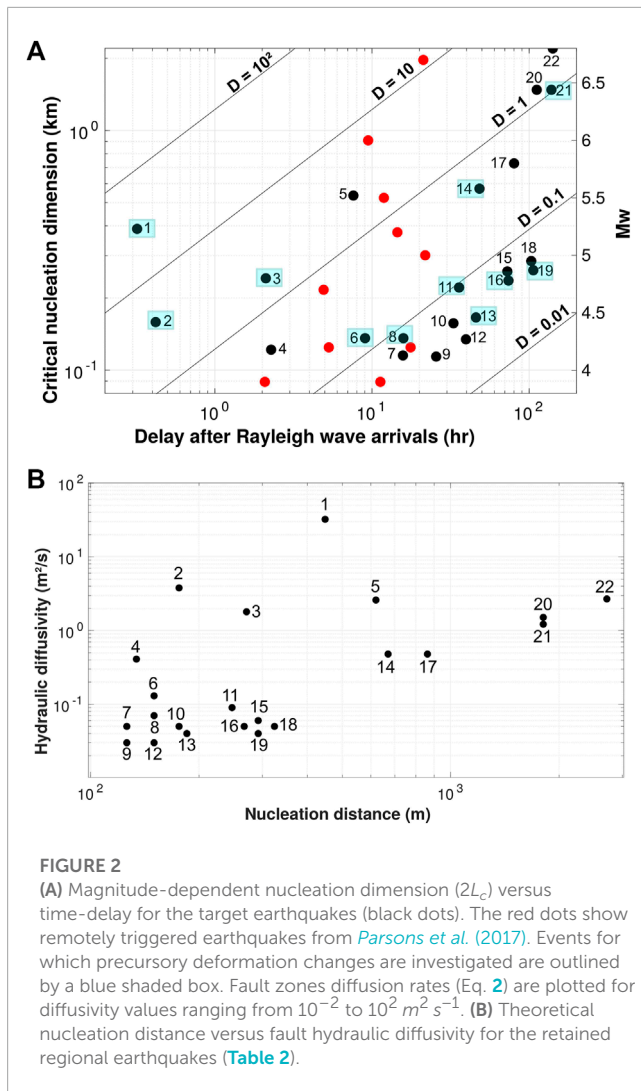 A
Critical nucleation dimension (km)
10⁰
10⁻¹
D = 10²
D = 10
D = 1
D = 0.1
D = 0.01
22
20
21
17
14
5
1
3
2
18
15
19
16
11
13
10
12
8
6
7
9
4
6.5
6
5.5
5
4.5
4
Mw
10⁰ 10¹ 10²
Delay after Rayleigh wave arrivals (hr)
B
Hydraulic diffusivity (m²/s)
10²
10¹
10⁰
10⁻¹
1
2
3
5
22
20
21
4
14
17
6
11
7
10
15
8
16
18
9
12
13
19
10² 10³
Nucleation distance (m)
FIGURE 2
(A) Magnitude-dependent nucleation dimension (2L_c) versus
time-delay for the target earthquakes (black dots). The red dots show
remotely triggered earthquakes from Parsons et al. (2017). Events for
which precursory deformation changes are investigated are outlined
by a blue shaded box. Fault zones diffusion rates (Eq. 2) are plotted for
diffusivity values ranging from 10⁻² to 10² m² s⁻¹. (B) Theoretical
nucleation distance versus fault hydraulic diffusivity for the retained
regional earthquakes (Table 2).